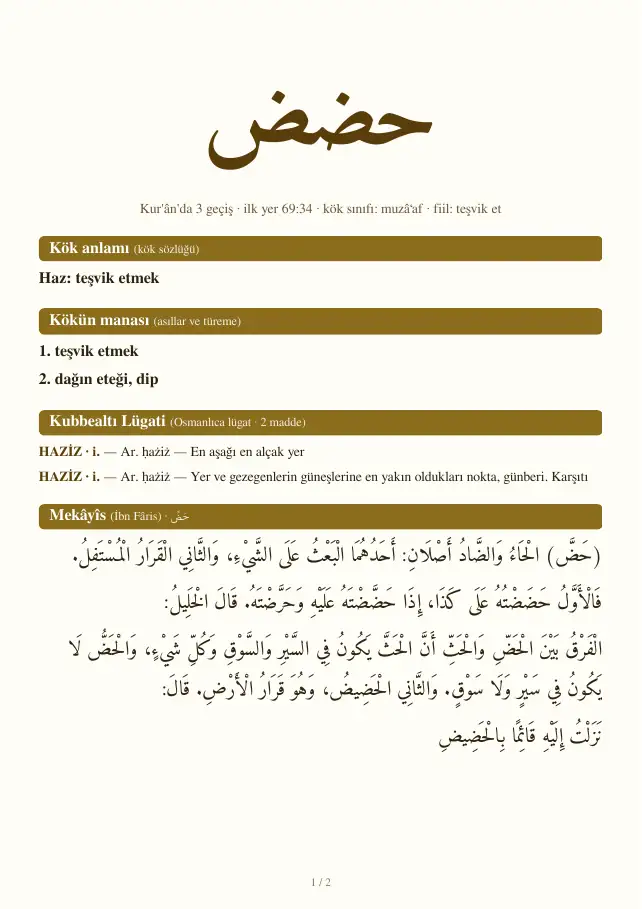 حضض
Kur'ân'da 3 geçiş · ilk yer 69:34 · kök sınıfı: muzâ'af · fiil: teşvik et
Kök anlamı (kök sözlüğü)
Haz: teşvik etmek
Kökün manası (asıllar ve türeme)
1. teşvik etmek
2. dağın eteği, dip
Kubbealtı Lügati (Osmanlıca lügat · 2 madde)
HAZİZ · i. — Ar. ḥażiż — En aşağı en alçak yer
HAZİZ · i. — Ar. ḥażiż — Yer ve gezegenlerin güneşlerine en yakın oldukları nokta, günberi. Karşıtı
Mekâyîs (İbn Fâris) · حَضَّ
(حَضَّ) الْحَاءُ وَالضَّادُ أَصْلَانِ: أَحَدُهُمَا الْبَعْثُ عَلَى الشَّيْءِ، وَالثَّانِي الْقَرَارُ الْمُسْتَفِلُ.
فَالْأَوَّلُ حَضَضْتُهُ عَلَى كَذَا، إِذَا حَضَّضْتَهُ عَلَيْهِ وَحَرَّضْتَهُ. قَالَ الْخَلِيلُ:
الْفَرْقُ بَيْنَ الْحَضِّ وَالْحَثِّ أَنَّ الْحَثَّ يَكُونُ فِي السَّيْرِ وَالسَّوْقِ وَكُلِّ شَيْءٍ، وَالْحَضُّ لَا
يَكُونُ فِي سَيْرٍ وَلَا سَوْقٍ. وَالثَّانِي الْحَضِيضُ، وَهُوَ قَرَارُ الْأَرْضِ. قَالَ:
نَزَلْتُ إِلَيْهِ قَائِمًا بِالْحَضِيضِ
1 / 2